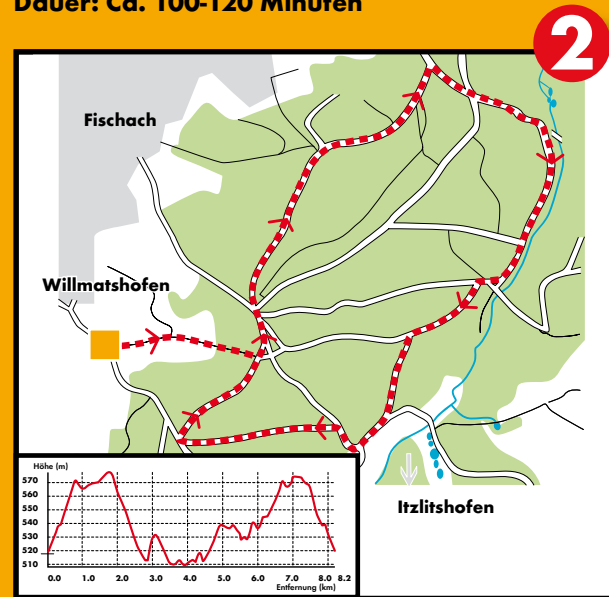 Dauer: Ca. 100-120 Minuten
2
Fischach
Willmatshofen
Itzlitshofen
Höhe (m)
570
560
550
540
530
520
510
0.0 1.0 2.0 3.0 4.0 5.0 6.0 7.0 8.0 8.2
Entfernung (km)